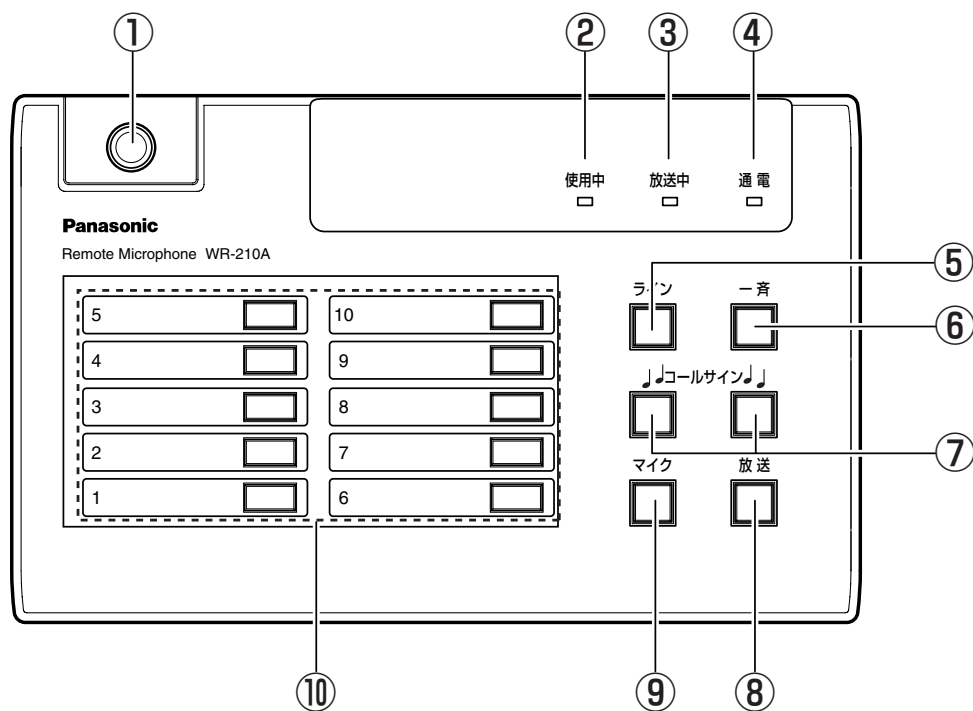 ① ② ③ ④
使用中 放送中 通電
Panasonic
Remote Microphone WR-210A
⑤
ライン 一斉
⑥
5 10
4 9
3 8
2 7
1 6
♩♩コールサイン♩♩
⑦
マイク 放送
⑩ ⑨ ⑧